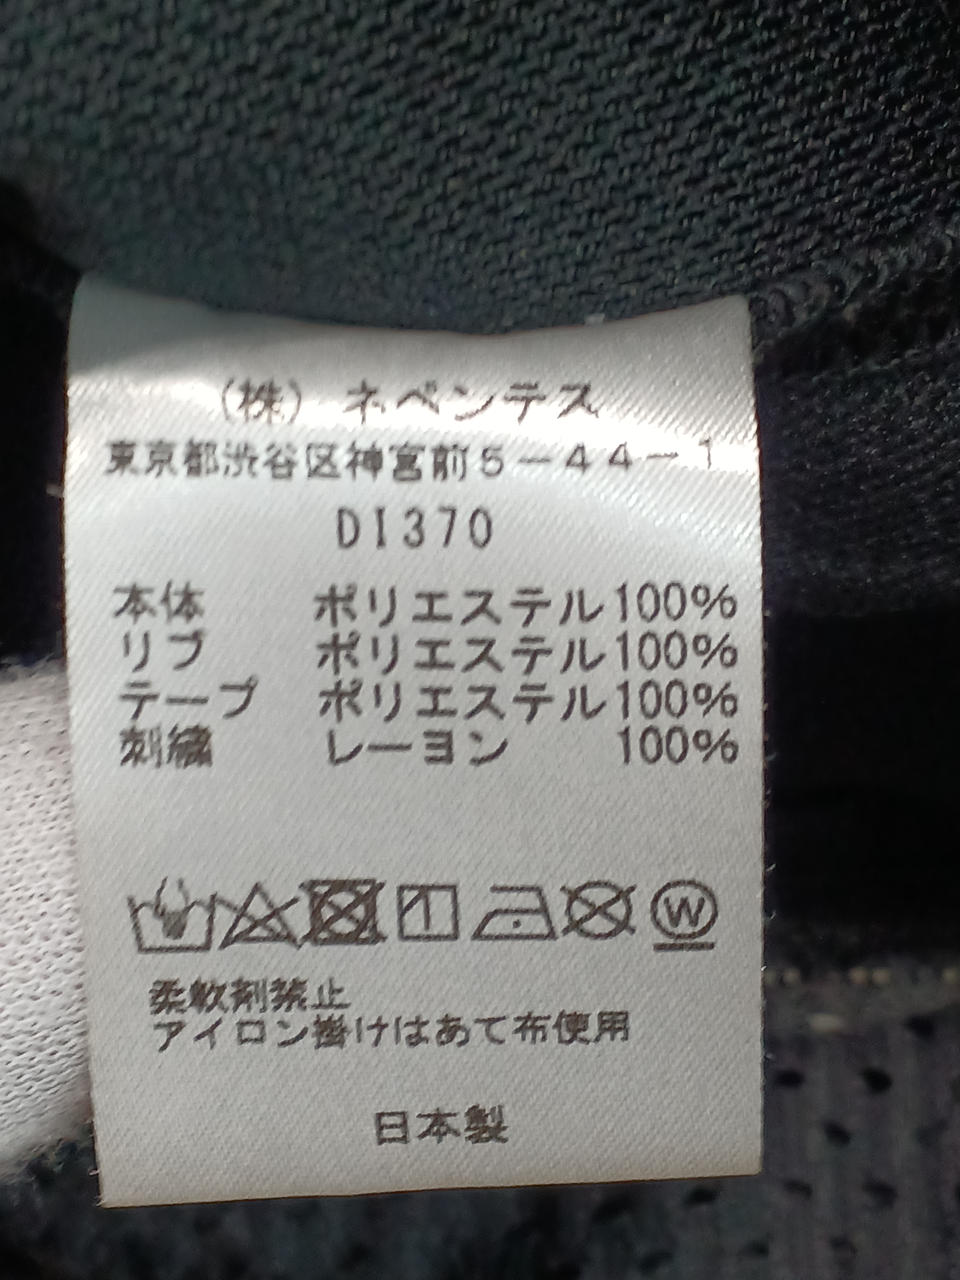 （株）ネペンテス
東京都渋谷区神宮前5－44－1
DI370
本体 ポリエステル100%
リブ ポリエステル100%
テープ ポリエステル100%
刺繍 レーヨン 100%
W
柔軟剤禁止
アイロン掛けはあて布使用
日本製